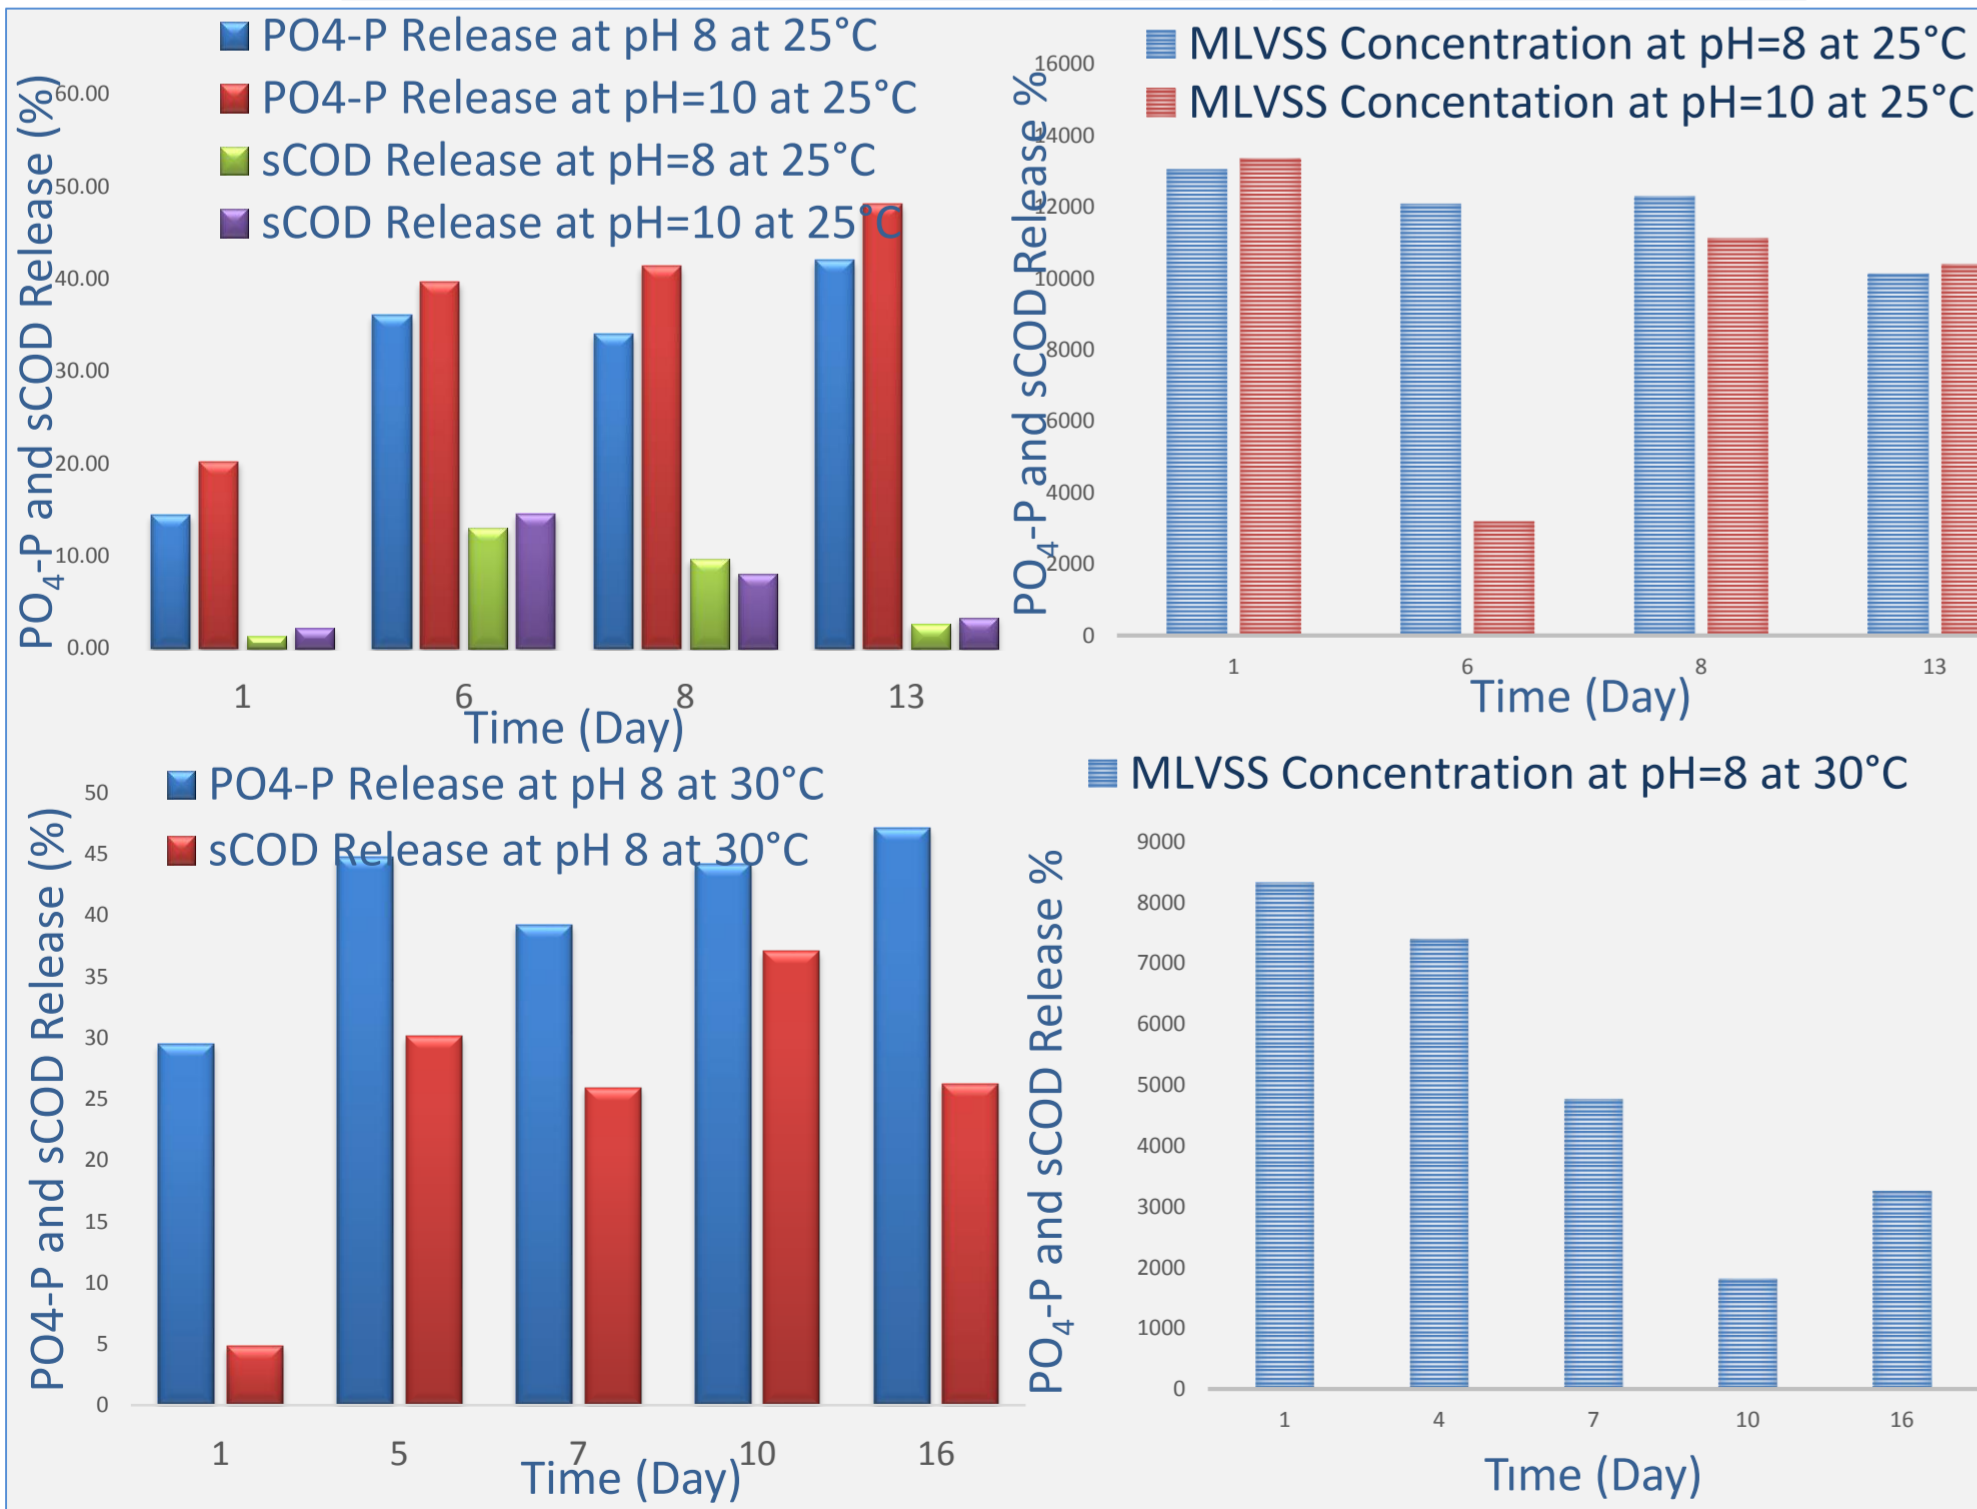 PO4-P Release at pH 8 at 25°C
PO4-P Release at pH=10 at 25°C
sCOD Release at pH=8 at 25°C
sCOD Release at pH=10 at 25°C
PO4-P and sCOD Release (%)
60.00
50.00
40.00
30.00
20.00
10.00
0.00
1 6 8 13
Time (Day)
MLVSS Concentration at pH=8 at 25°C
MLVSS Concentation at pH=10 at 25°C
PO4-P and sCOD Release %
16000
14000
12000
10000
8000
6000
4000
2000
0
1 6 8 13
Time (Day)
PO4-P Release at pH 8 at 30°C
sCOD Release at pH 8 at 30°C
PO4-P and sCOD Release (%)
50
45
40
35
30
25
20
15
10
5
0
1 5 7 10 16
Time (Day)
MLVSS Concentration at pH=8 at 30°C
PO4-P and sCOD Release %
9000
8000
7000
6000
5000
4000
3000
2000
1000
0
1 4 7 10 16
Time (Day)